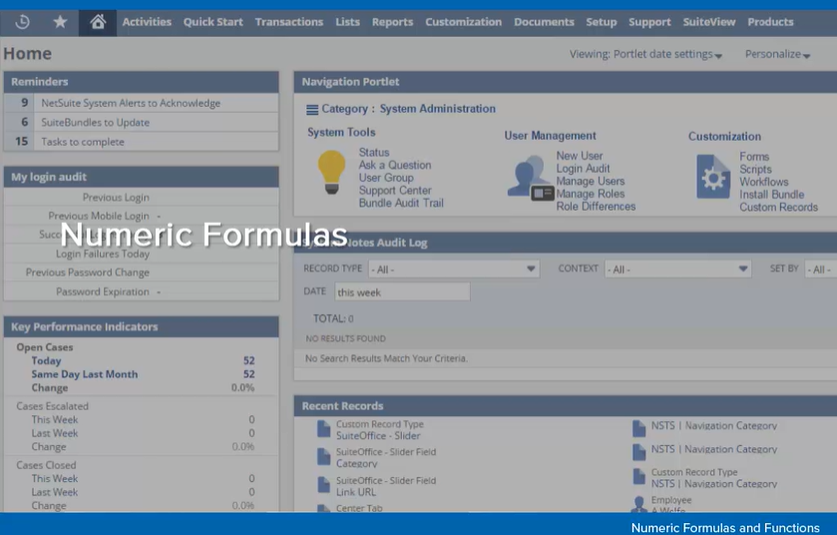 Activities Quick Start Transactions Lists Reports Customization Documents Setup Support SuiteView Products
Home
Viewing: Portlet date settings Personalize
Reminders
9 NetSuite System Alerts to Acknowledge
6 SuiteBundles to Update
15 Tasks to complete
My login audit
Previous Login
Previous Mobile Login -
Login Failures Today
Previous Password Change
Password Expiration -
Numeric Formulas
Key Performance Indicators
Open Cases
Today 52
Same Day Last Month 52
Change 0.0%
Cases Escalated
This Week 0
Last Week 0
Change 0.0%
Cases Closed
This Week 0
Last Week 0
Change 0.0%
Navigation Portlet
Category : System Administration
System Tools
Status
Ask a Question
User Group
Support Center
Bundle Audit Trail
User Management
New User
Login Audit
Manage Users
Manage Roles
Role Differences
Customization
Forms
Scripts
Workflows
Install Bundle
Custom Records
Notes Audit Log
RECORD TYPE - All - CONTEXT - All - SET BY - All -
DATE this week
TOTAL: 0
NO RESULTS FOUND
No Search Results Match Your Criteria.
Recent Records
Custom Record Type
SuiteOffice - Slider
SuiteOffice - Slider Field
Category
SuiteOffice - Slider Field
Link URL
Center Tab
NSTS | Navigation Category
NSTS | Navigation Category
Custom Record Type
NSTS | Navigation Category
Employee
A Wolfe
Numeric Formulas and Functions